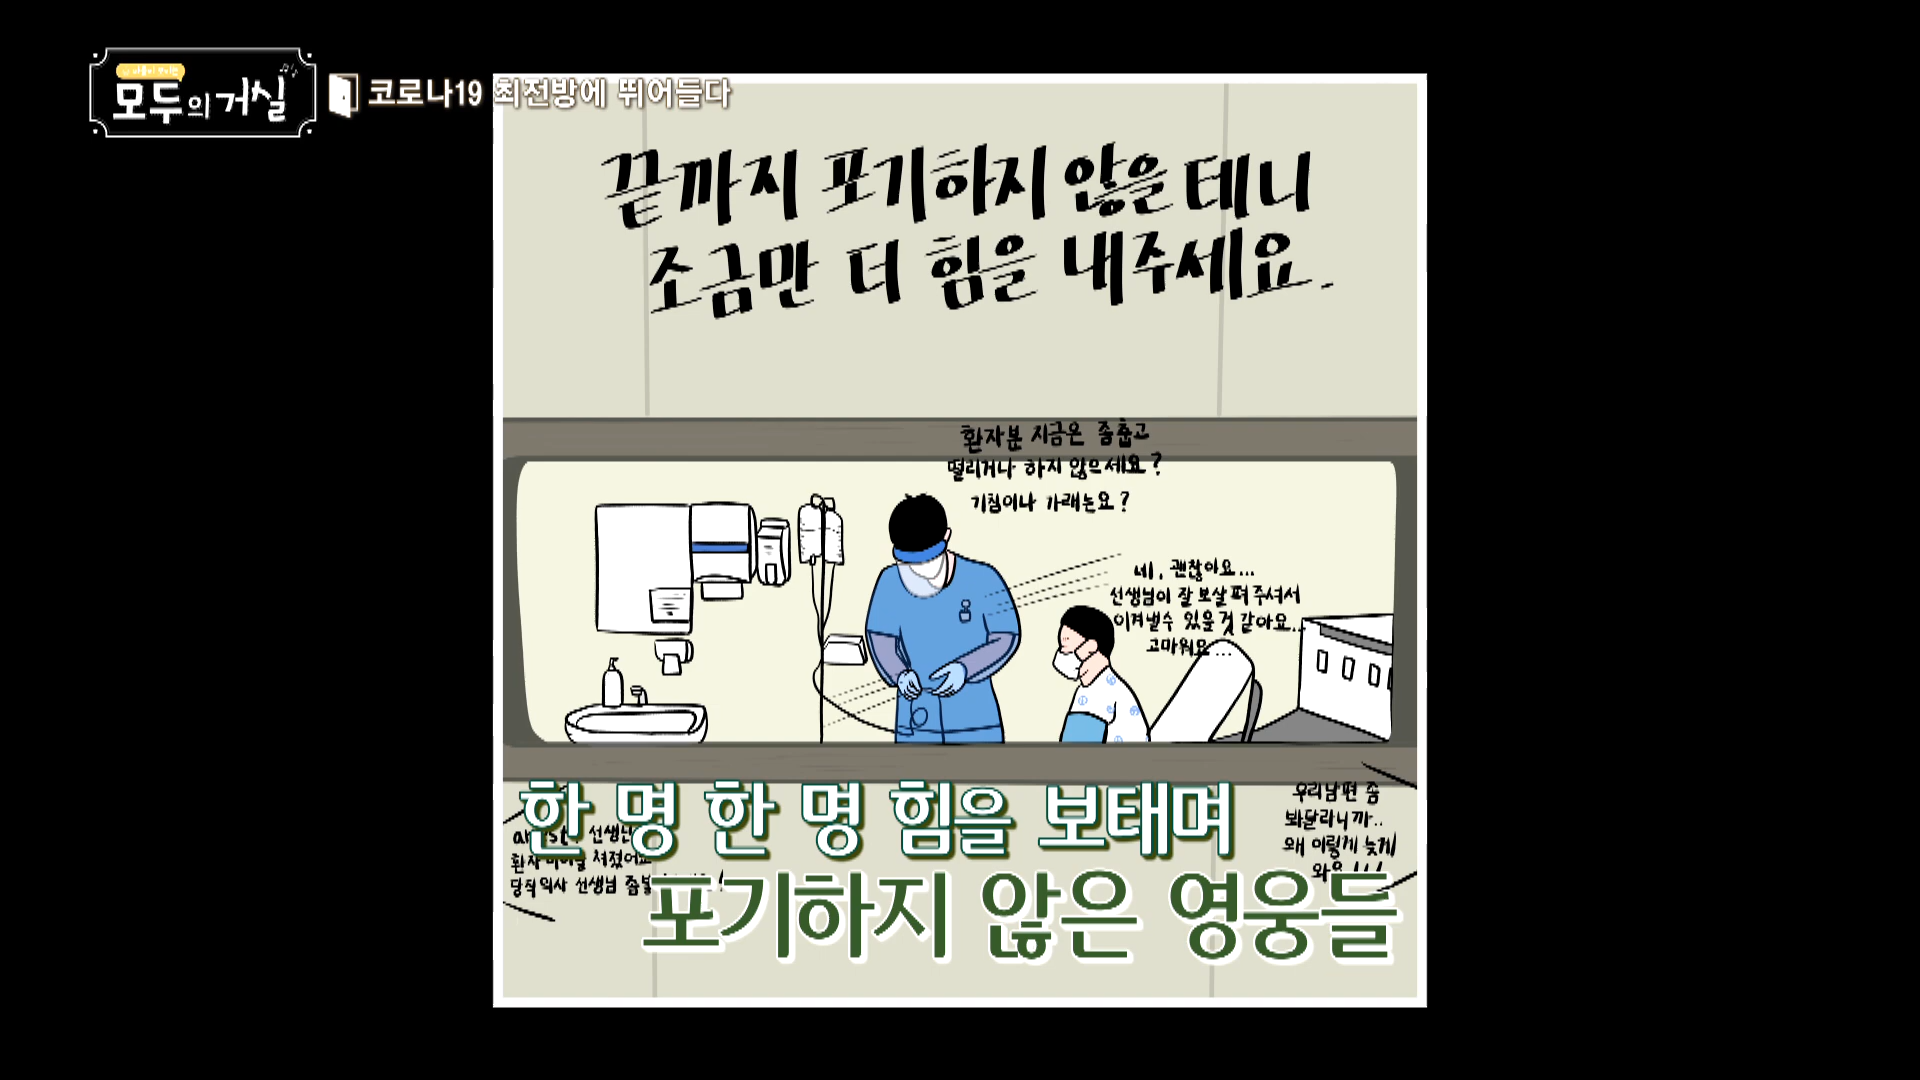 모두의 거실
코로나19 최전방에 뛰어들다
끝까지 포기하지 않을테니
조금만 더 힘을 내주세요.
환자분 지금은 좀 춥고
떨리거나 하지 않으세요?
기침이나 가래는요?
네, 괜찮아요...
선생님이 잘 보살펴 주셔서
이겨낼수 있을것 같아요...
고마워요...
한 명 한 명 힘을 보태며
포기하지 않은 영웅들
우리남편 좀
봐달라니까..
왜 이렇게 늦게
와요!!!
선생님
환자 쳐졌어요
당직의사 선생님